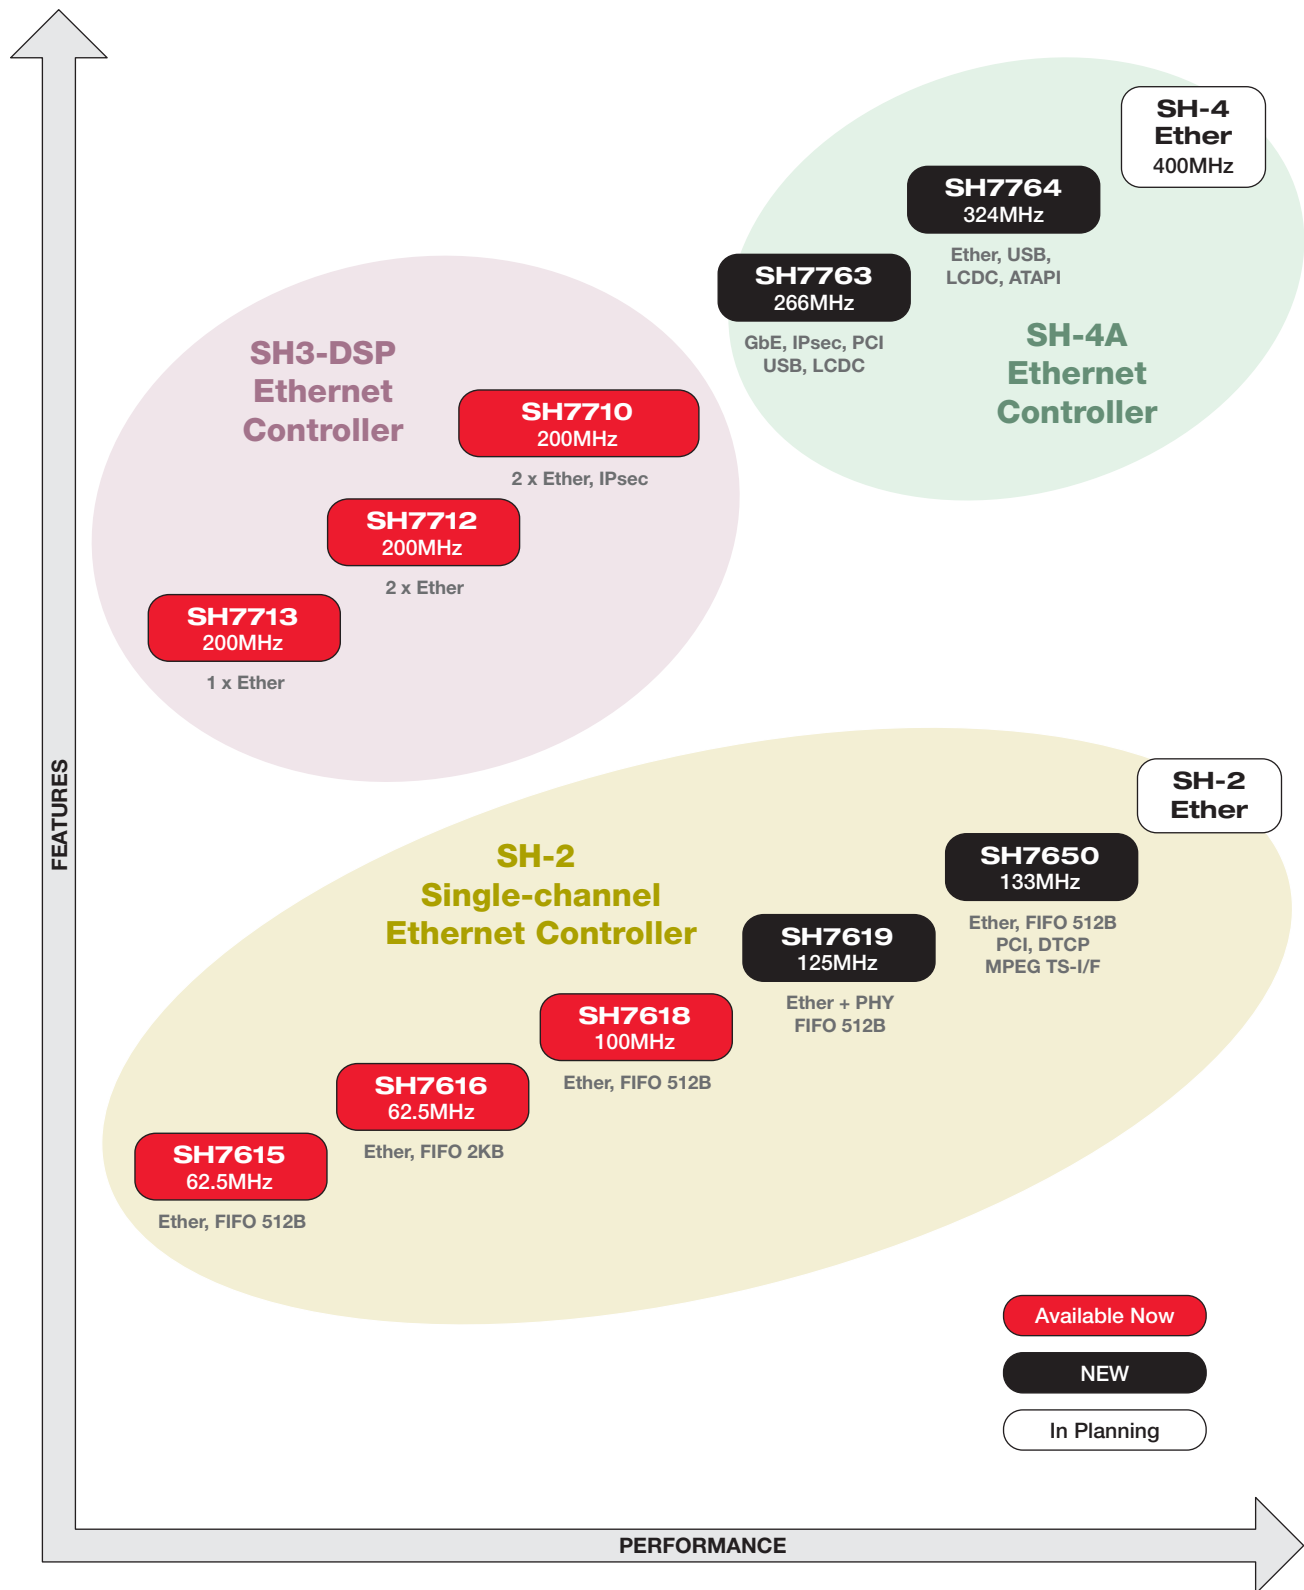 SH-4
Ether
400MHz
SH7764
324MHz
Ether, USB,
LCDC, ATAPI
SH7763
266MHz
GbE, IPsec, PCI
USB, LCDC
SH-4A
Ethernet
Controller
SH3-DSP
Ethernet
Controller
SH7710
200MHz
2 x Ether, IPsec
SH7712
200MHz
2 x Ether
SH7713
200MHz
1 x Ether
FEATURES
SH-2
Ether
SH-2
Single-channel
Ethernet Controller
SH7650
133MHz
Ether, FIFO 512B
PCI, DTCP
MPEG TS-I/F
SH7619
125MHz
Ether + PHY
FIFO 512B
SH7618
100MHz
Ether, FIFO 512B
SH7616
62.5MHz
Ether, FIFO 2KB
SH7615
62.5MHz
Ether, FIFO 512B
Available Now
NEW
In Planning
PERFORMANCE